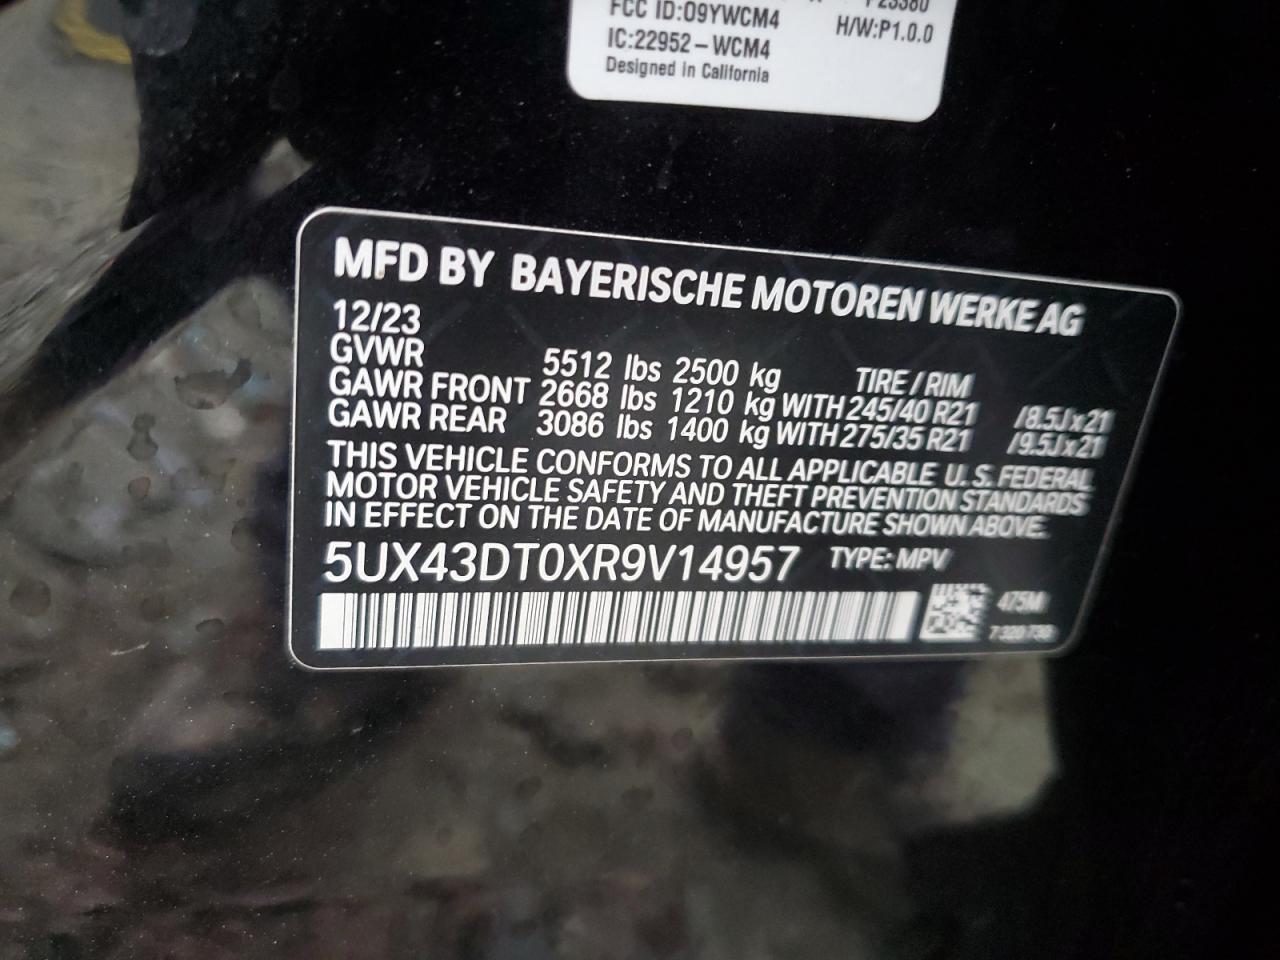 FCC ID:O9YWCM4
H/W:P1.0.0
IC:22952-WCM4
Designed in California
MFD BY BAYERISCHE MOTOREN WERKE AG
12/23
GVWR 5512 lbs 2500 kg TIRE / RIM
GAWR FRONT 2668 lbs 1210 kg WITH 245/40 R21 /8.5Jx21
GAWR REAR 3086 lbs 1400 kg WITH 275/35 R21 /9.5Jx21
THIS VEHICLE CONFORMS TO ALL APPLICABLE U.S. FEDERAL
MOTOR VEHICLE SAFETY AND THEFT PREVENTION STANDARDS
IN EFFECT ON THE DATE OF MANUFACTURE SHOWN ABOVE.
5UX43DT0XR9V14957 TYPE: MPV
475M